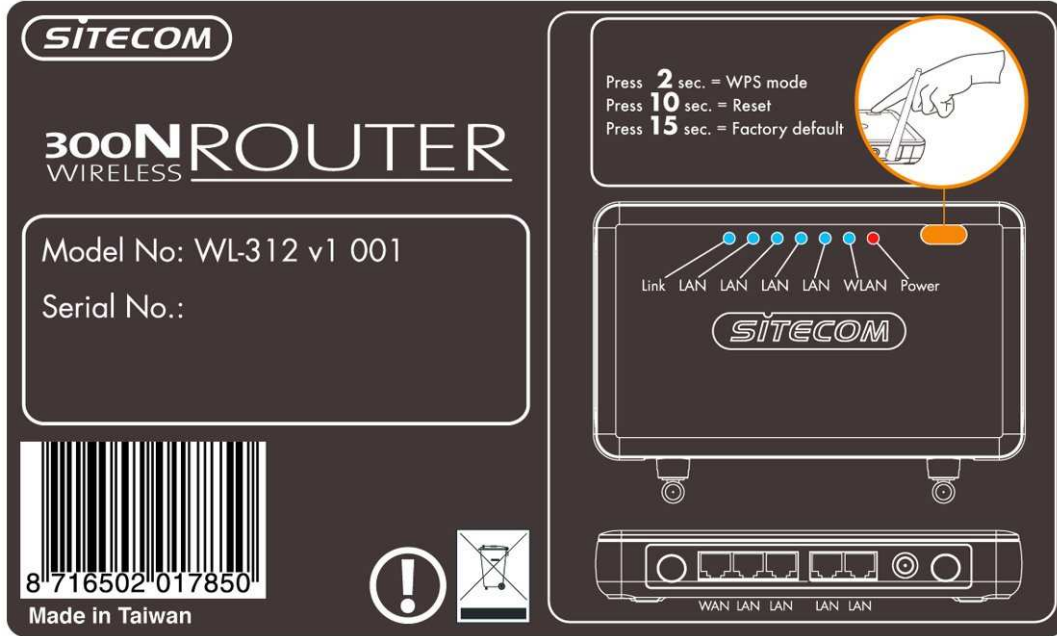 SITECOM
300N ROUTER
WIRELESS
Model No: WL-312 v1 001
Serial No.:
8 716502 017850
Made in Taiwan
Press 2 sec. = WPS mode
Press 10 sec. = Reset
Press 15 sec. = Factory default
Link LAN LAN LAN LAN WLAN Power
SITECOM
WAN LAN LAN LAN LAN